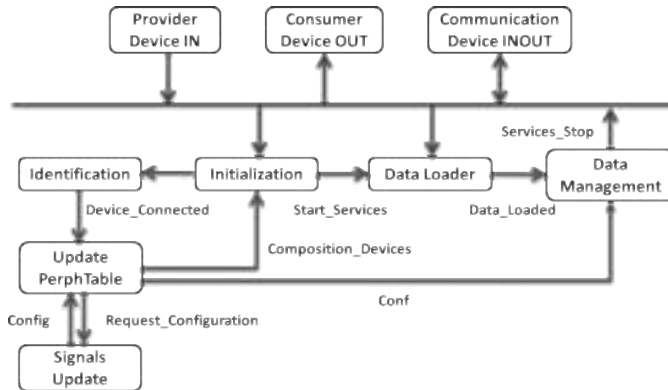 Provider
Device IN
Consumer
Device OUT
Communication
Device INOUT
Services_Stop
Identification
Initialization
Data Loader
Data
Management
Device_Connected
Start_Services
Data_Loaded
Update
PerphTable
Composition_Devices
Conf
Config
Request_Configuration
Signals
Update